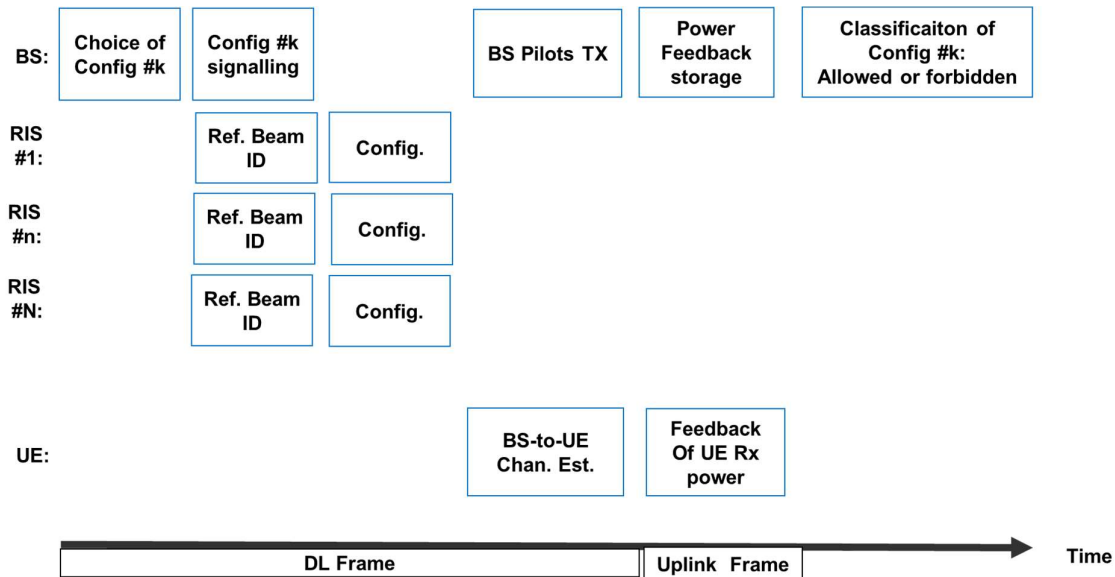 BS:
Choice of
Config #k
Config #k
signalling
BS Pilots TX
Power
Feedback
storage
Classificaiton of
Config #k:
Allowed or forbidden
RIS
#1:
Ref. Beam
ID
Config.
RIS
#n:
Ref. Beam
ID
Config.
RIS
#N:
Ref. Beam
ID
Config.
UE:
BS-to-UE
Chan. Est.
Feedback
Of UE Rx
power
DL Frame
Uplink Frame
Time